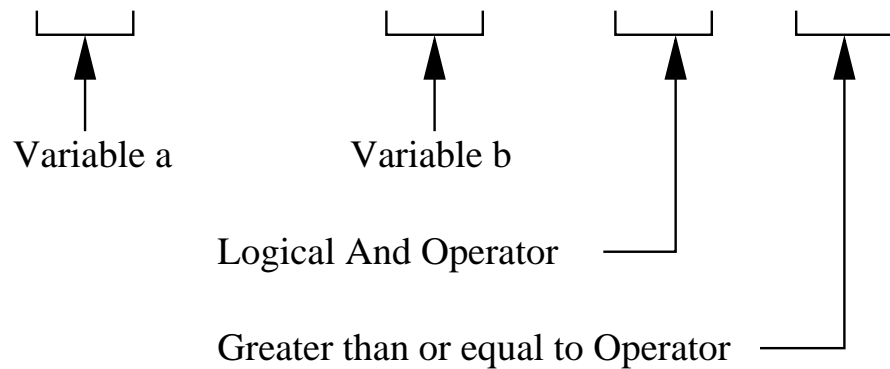 Variable a Variable b
Logical And Operator
Greater than or equal to Operator